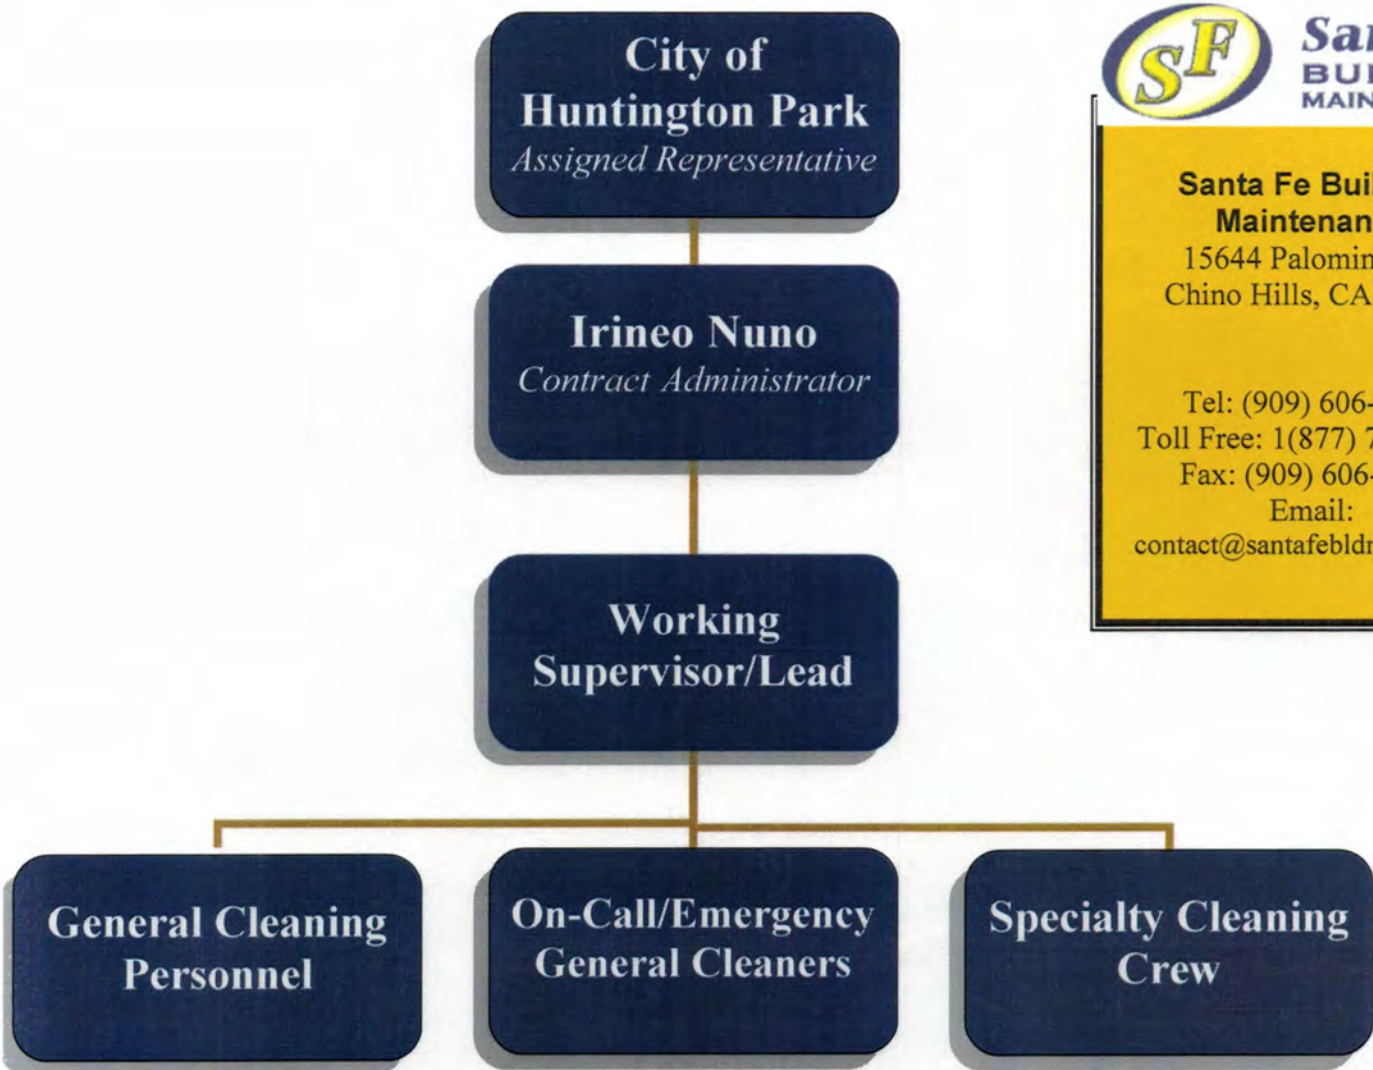 City of
Huntington Park
Assigned Representative
Irineo Nuno
Contract Administrator
Working
Supervisor/Lead
General Cleaning
Personnel
On-Call/Emergency
General Cleaners
Specialty Cleaning
Crew
SF
Santa Fe
Maintenan
15644
Chino Hills, CA
Tel: (909) 606-
Toll Free: 1(877) 7
Fax: (909) 606-
Email:
contact@santafebldr